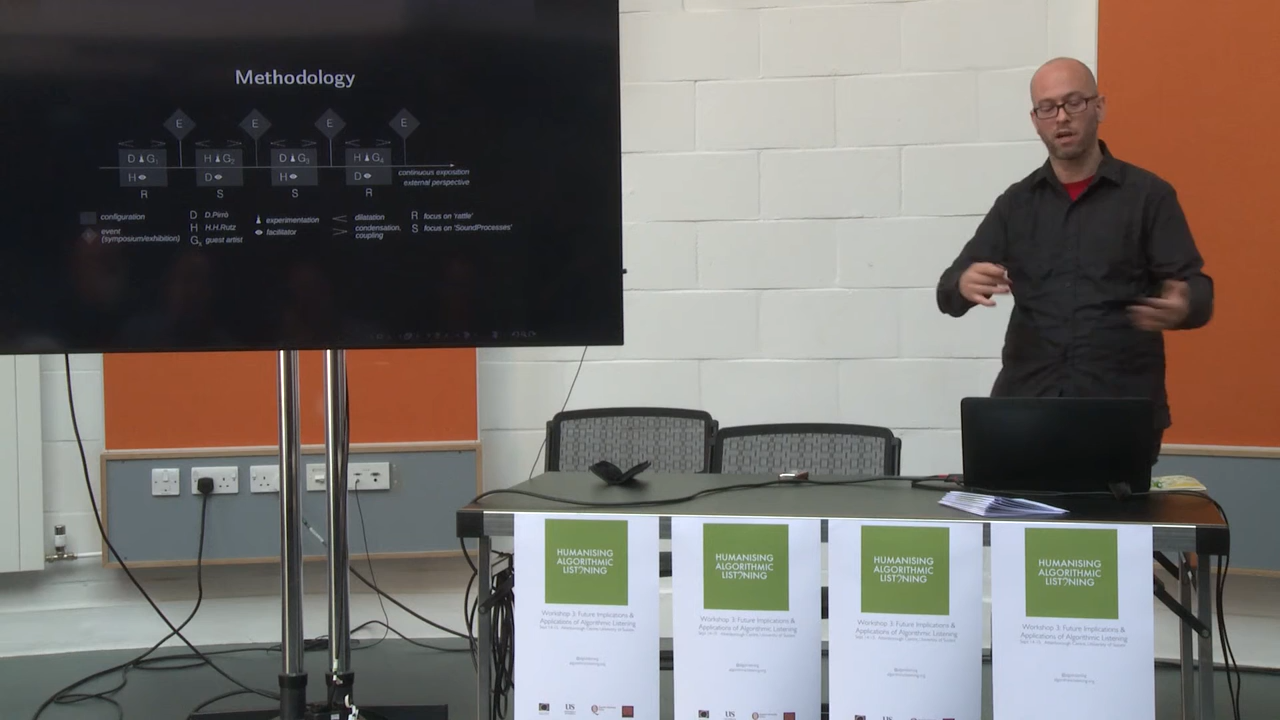 Methodology
E E E E
D G1 H G2 D G3 H G4
H D H D
continuous exposition
external perspective
R S S R
configuration
event
(symposium/exhibition)
D D.Pirrò
H H.H.Rutz
Gx guest artist
experimentation
facilitator
dilatation
condensation,
coupling
R focus on 'rattle'
S focus on 'SoundProcesses'
HUMANISING
ALGORITHMIC
LISTENING
Workshop 3: Future Implications &
Applications of Algorithmic Listening
HUMANISING
ALGORITHMIC
LISTENING
Workshop 3: Future Implications &
Applications of Algorithmic Listening
HUMANISING
ALGORITHMIC
LISTENING
Workshop 3: Future Implications &
Applications of Algorithmic Listening
HUMANISING
ALGORITHMIC
LISTENING
Workshop 3: Future Implications &
Applications of Algorithmic Listening
US
US
US